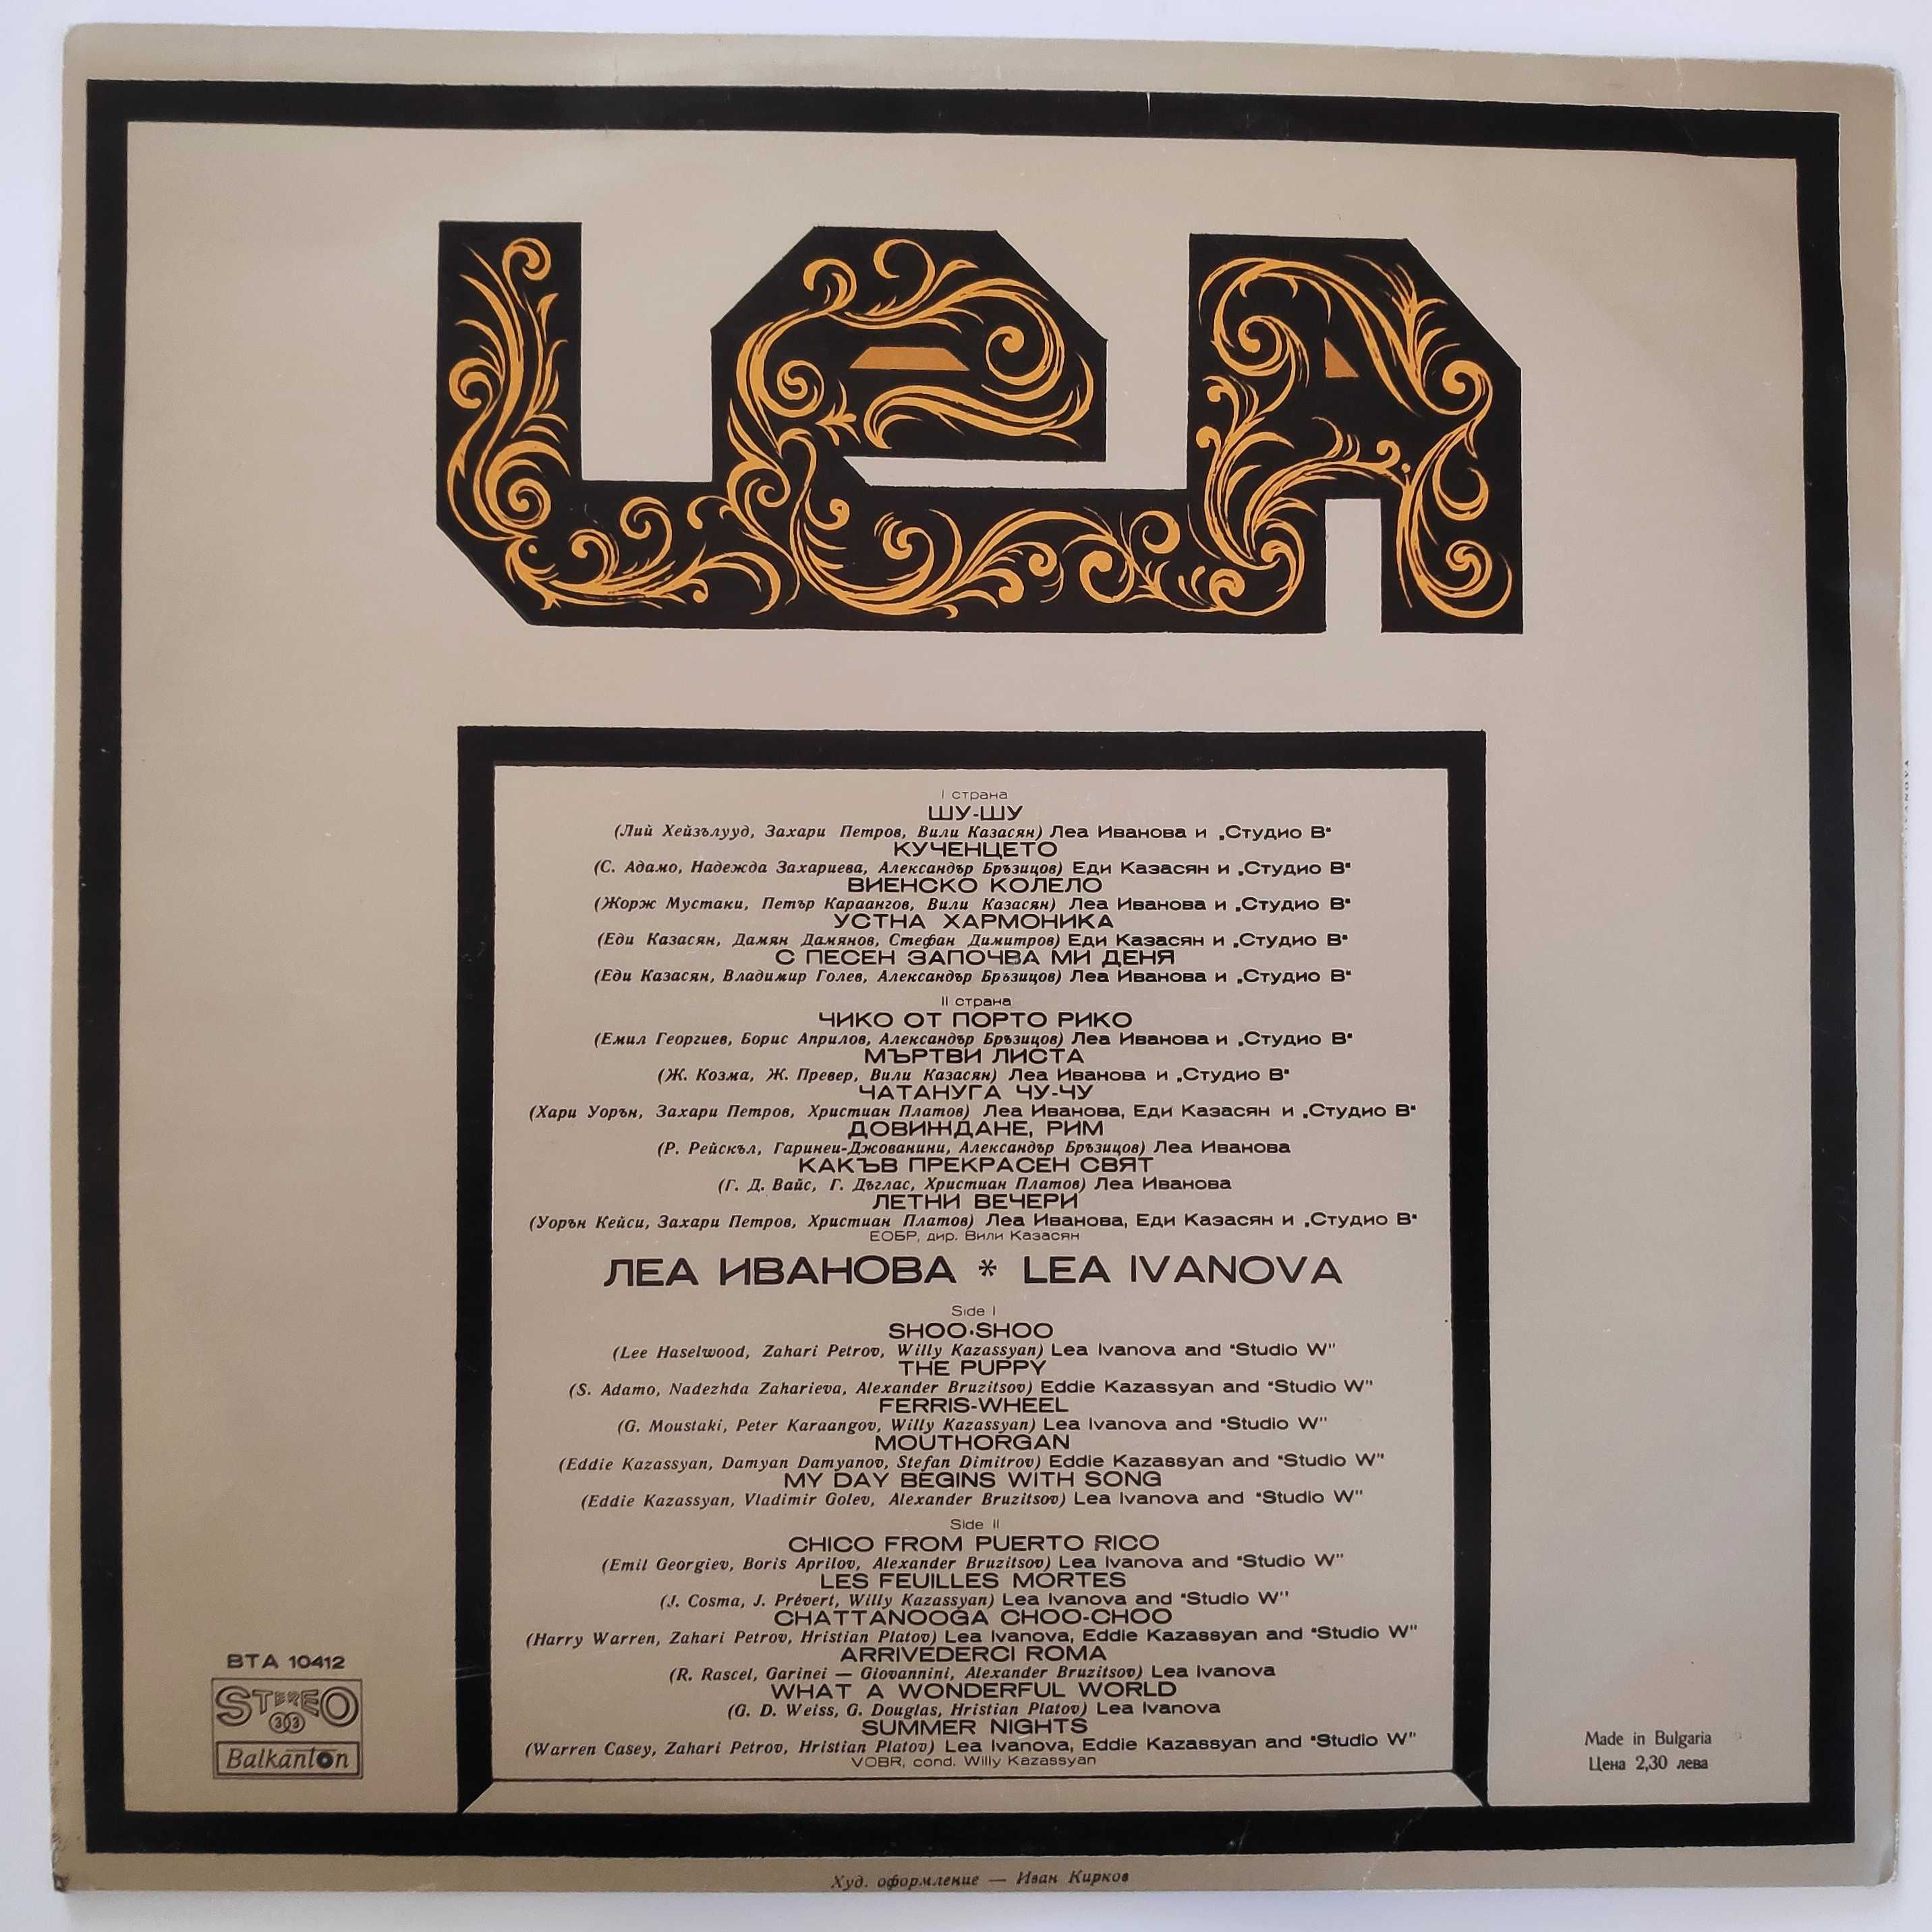 LeA
I страна
ШУ-ШУ
(Лий Хейзълууд, Захари Петров, Вили Казасян) Леа Иванова и „Студио В"
КУЧЕНЦЕТО
(С. Адамо, Надежда Захариева, Александър Бръзицов) Еди Казасян и „Студио В"
ВИЕНСКО КОЛЕЛО
(Жорж Мустаки, Петър Караангов, Вили Казасян) Леа Иванова и „Студио В"
УСТНА ХАРМОНИКА
(Еди Казасян, Дамян Дамянов, Стефан Димитров) Еди Казасян и „Студио В"
С ПЕСЕН ЗАПОЧВА МИ ДЕНЯ
(Еди Казасян, Владимир Голев, Александър Бръзицов) Леа Иванова и „Студио В"
II страна
ЧИКО ОТ ПОРТО РИКО
(Емил Георгиев, Борис Априлов, Александър Бръзицов) Леа Иванова и „Студио В"
МЪРТВИ ЛИСТА
(Ж. Козма, Ж. Превер, Вили Казасян) Леа Иванова и „Студио В"
ЧАТАНУГА ЧУ-ЧУ
(Хари Уорън, Захари Петров, Христиан Платов) Леа Иванова, Еди Казасян и „Студио В"
ДОВИЖДАНЕ, РИМ
(Р. Рейскъл, Гаринеи-Джованини, Александър Бръзицов) Леа Иванова
КАКЪВ ПРЕКРАСЕН СВЯТ
(Г. Д. Вайс, Г. Дъглас, Христиан Платов) Леа Иванова
ЛЕТНИ ВЕЧЕРИ
(Уорън Кейси, Захари Петров, Христиан Платов) Леа Иванова, Еди Казасян и „Студио В"
ЕОБР, дир. Вили Казасян
ЛЕА ИВАНОВА * LEA IVANOVA
Side I
SHOO-SHOO
(Lee Haselwood, Zahari Petrov, Willy Kazassyan) Lea Ivanova and "Studio W"
THE PUPPY
(S. Adamo, Nadezhda Zaharieva, Alexander Bruzitsov) Eddie Kazassyan and "Studio W"
FERRIS-WHEEL
(G. Moustaki, Peter Karaangov, Willy Kazassyan) Lea Ivanova and "Studio W"
MOUTHORGAN
(Eddie Kazassyan, Damyan Damyanov, Stefan Dimitrov) Eddie Kazassyan and "Studio W"
MY DAY BEGINS WITH SONG
(Eddie Kazassyan, Vladimir Golev, Alexander Bruzitsov) Lea Ivanova and "Studio W"
Side II
CHICO FROM PUERTO RICO
(Emil Georgiev, Boris Aprilov, Alexander Bruzitsov) Lea Ivanova and "Studio W"
LES FEUILLES MORTES
(J. Cosma, J. Prévert, Willy Kazassyan) Lea Ivanova and "Studio W"
CHATTANOOGA CHOO-CHOO
(Harry Warren, Zahari Petrov, Hristian Platov) Lea Ivanova, Eddie Kazassyan and "Studio W"
ARRIVEDERCI ROMA
(R. Rascel, Garinei — Giovannini, Alexander Bruzitsov) Lea Ivanova
WHAT A WONDERFUL WORLD
(G. D. Weiss, G. Douglas, Hristian Platov) Lea Ivanova
SUMMER NIGHTS
(Warren Casey, Zahari Petrov, Hristian Platov) Lea Ivanova, Eddie Kazassyan and "Studio W"
VOBR, cond. Willy Kazassyan
ВТА 10412
STEREO
33
Balkanton
Made in Bulgaria
Цена 2,30 лева
Худ. оформление — Иван Кирков